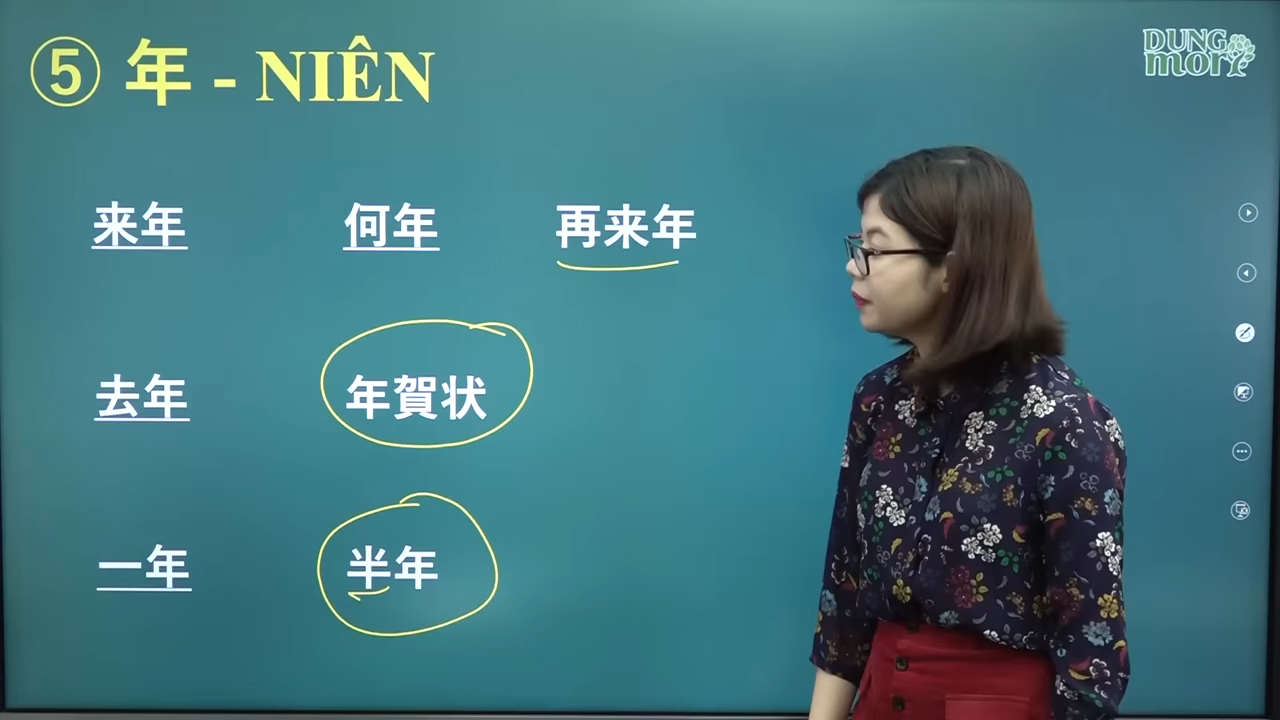 ⑤ 年 - NIÊN
DUNG
mori
来年 何年 再来年
去年 年賀状
一年 半年